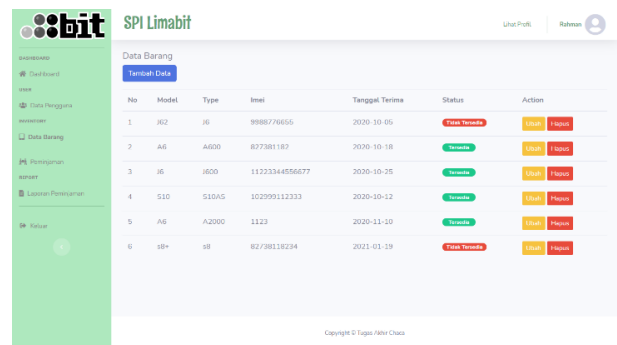 bit
SPI Limabit
Lihat Profil
Rahman
DASHBOARD
Dashboard
USER
Data Pengguna
INVENTORY
Data Barang
Peminjaman
REPORT
Laporan Peminjaman
Keluar
Data Barang
Tambah Data
No Model Type Imei Tanggal Terima Status Action
1 J62 J6 9988776655 2020-10-05 Tidak Tersedia Ubah Hapus
2 A6 A600 827381182 2020-10-18 Tersedia Ubah Hapus
3 J6 J600 11223344556677 2020-10-25 Tersedia Ubah Hapus
4 S10 S10AS 102999112333 2020-10-12 Tersedia Ubah Hapus
5 A6 A2000 1123 2020-11-10 Tersedia Ubah Hapus
6 s8+ s8 82738118234 2021-01-19 Tidak Tersedia Ubah Hapus
Copyright © Tugas Akhir Chaca